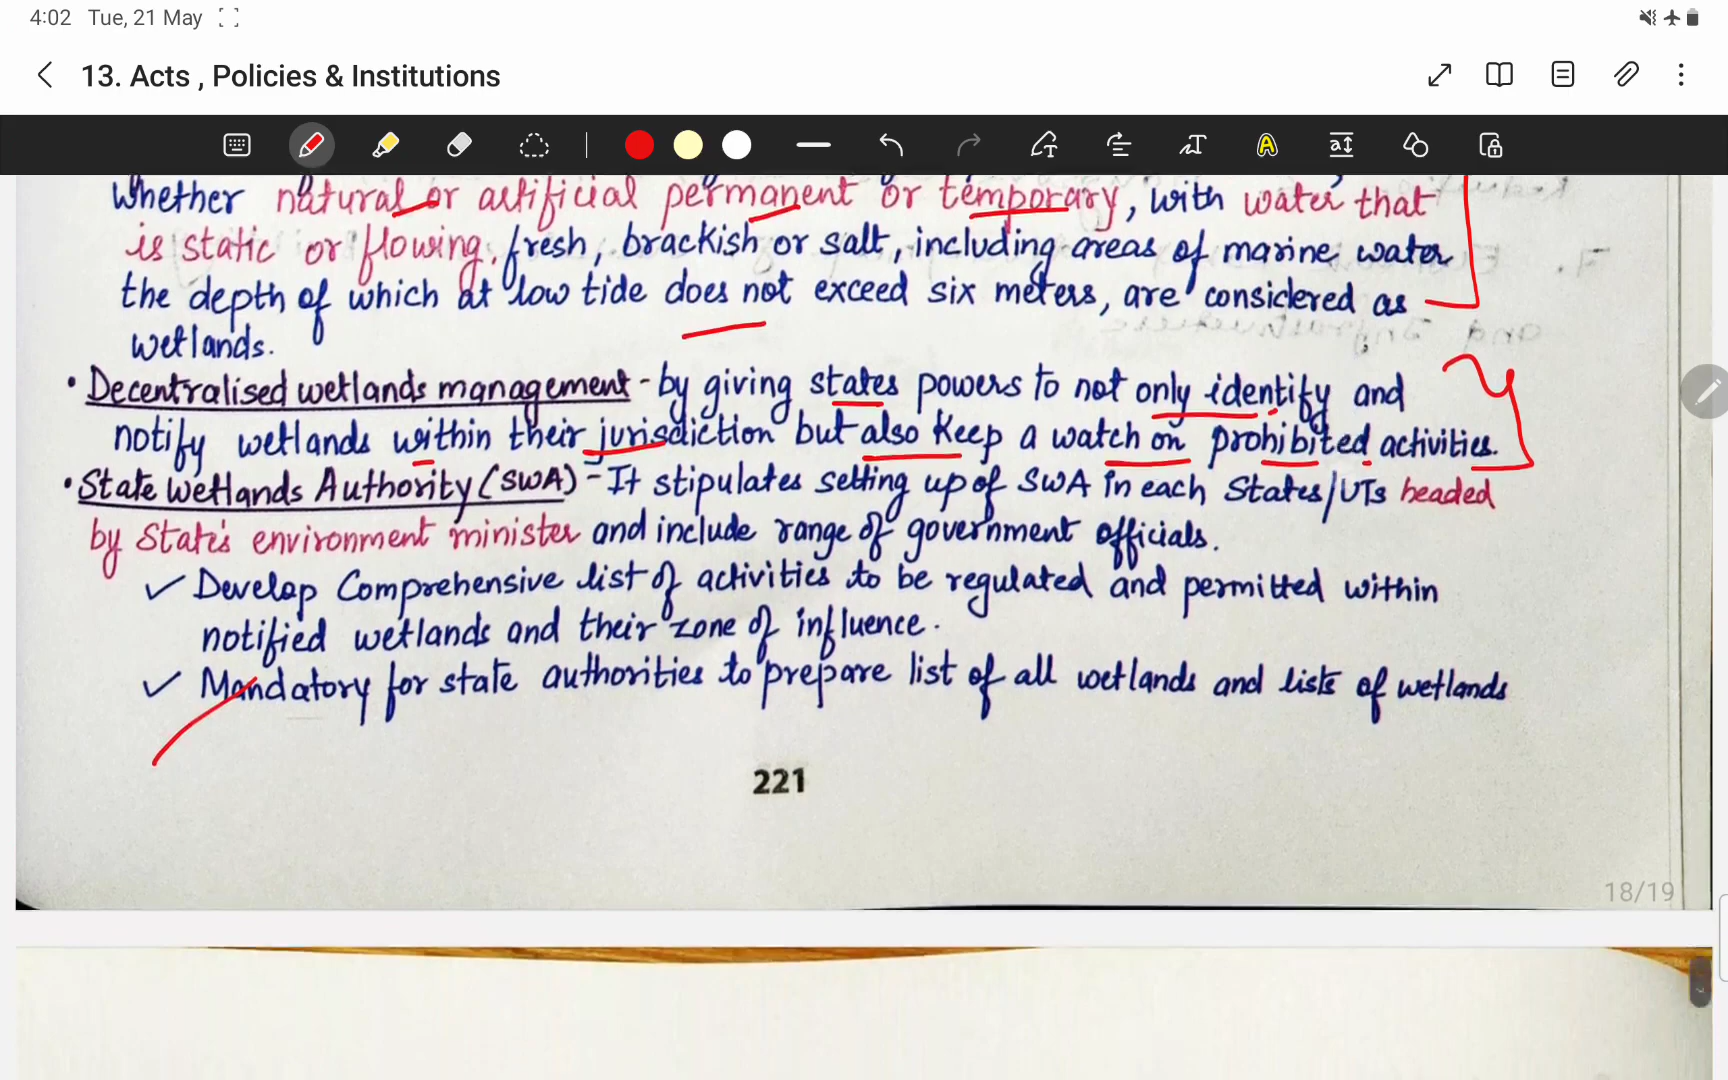 4:02 Tue, 21 May
13. Acts , Policies & Institutions
Whether natural or artificial permanent or temporary, with water that
is static or flowing, fresh, brackish or salt, including areas of marine water
the depth of which at low tide does not exceed six meters, are considered as
wetlands.
• Decentralised wetlands management - by giving states powers to not only identify and
notify wetlands within their jurisdiction but also keep a watch on prohibited activities.
• State Wetlands Authority (SWA) - It stipulates setting up of SWA in each States/UTs headed
by State's environment minister and include range of government officials.
✓ Develop Comprehensive list of activities to be regulated and permitted within
notified wetlands and their zone of influence.
✓ Mandatory for state authorities to prepare list of all wetlands and lists of wetlands
221
18/19